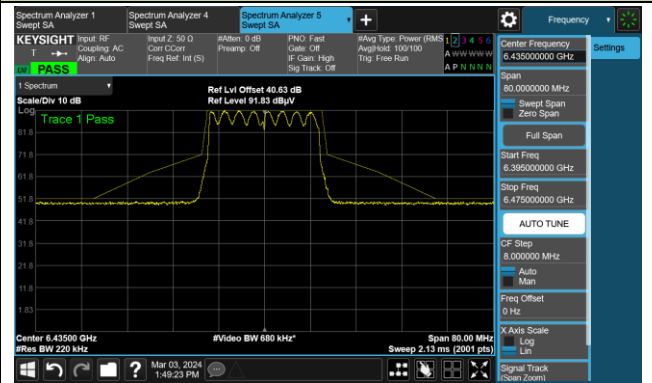 Spectrum Analyzer 1
Swept SA
Spectrum Analyzer 4
Swept SA
Spectrum Analyzer 5
Swept SA
Frequency
KEYSIGHT
Input: RF
Coupling: AC
Align: Auto
Input Z: 50 Ω
Corr CCorr
Freq Ref: Int (S)
#Atten: 0 dB
Preamp: Off
PNO: Fast
Gate: Off
IF Gain: High
Sig Track: Off
#Avg Type: Power (RMS
Avg|Hold: 100/100
Trig: Free Run
1 2 3 4 5 6
A W W W W W
A P N N N N
LXI
PASS
1 Spectrum
Scale/Div 10 dB
Log
Ref Lvl Offset 40.63 dB
Ref Level 91.83 dBµV
Trace 1 Pass
81.8
71.8
61.8
51.8
41.8
31.8
21.8
11.8
1.83
Center 6.43500 GHz
#Res BW 220 kHz
#Video BW 680 kHz*
Span 80.00 MHz
Sweep 2.13 ms (2001 pts)
Mar 03, 2024
1:49:23 PM
Center Frequency
6.435000000 GHz
Settings
Span
80.0000000 MHz
Swept Span
Zero Span
Full Span
Start Freq
6.395000000 GHz
Stop Freq
6.475000000 GHz
AUTO TUNE
CF Step
8.000000 MHz
Auto
Man
Freq Offset
0 Hz
X Axis Scale
Log
Lin
Signal Track
(Span Zoom)